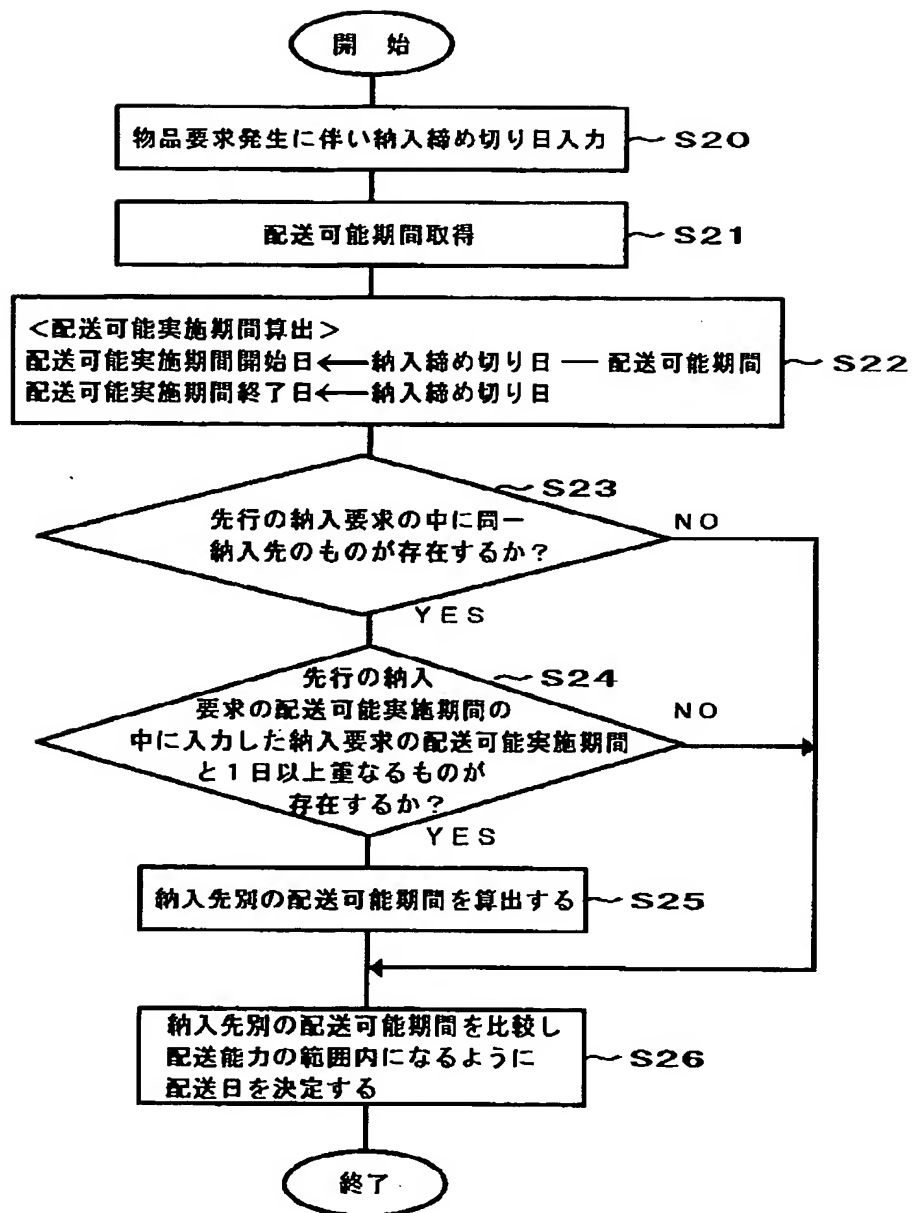 開 始
物品要求発生に伴い納入締め切り日入力
S20
配送可能期間取得
S21
<配送可能実施期間算出>
配送可能実施期間開始日←納入締め切り日 — 配送可能期間
配送可能実施期間終了日←納入締め切り日
S22
S23
先行の納入要求の中に同一
納入先のものが存在するか?
NO
YES
先行の納入
S24
要求の配送可能実施期間の
中に入力した納入要求の配送可能実施期間
と1日以上重なるものが
存在するか?
NO
YES
納入先別の配送可能期間を算出する
S25
納入先別の配送可能期間を比較し
配送能力の範囲内になるように
配送日を決定する
S26
終了